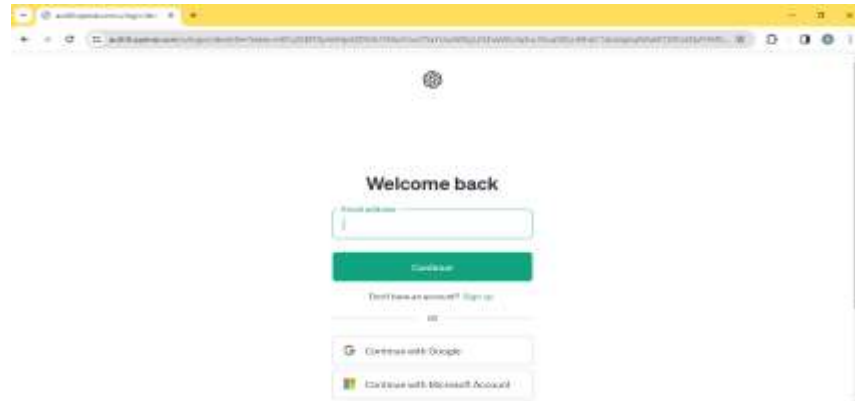 Welcome back
Email address
Continue
Don't have an account? Sign up
OR
Continue with Google
Continue with Microsoft Account